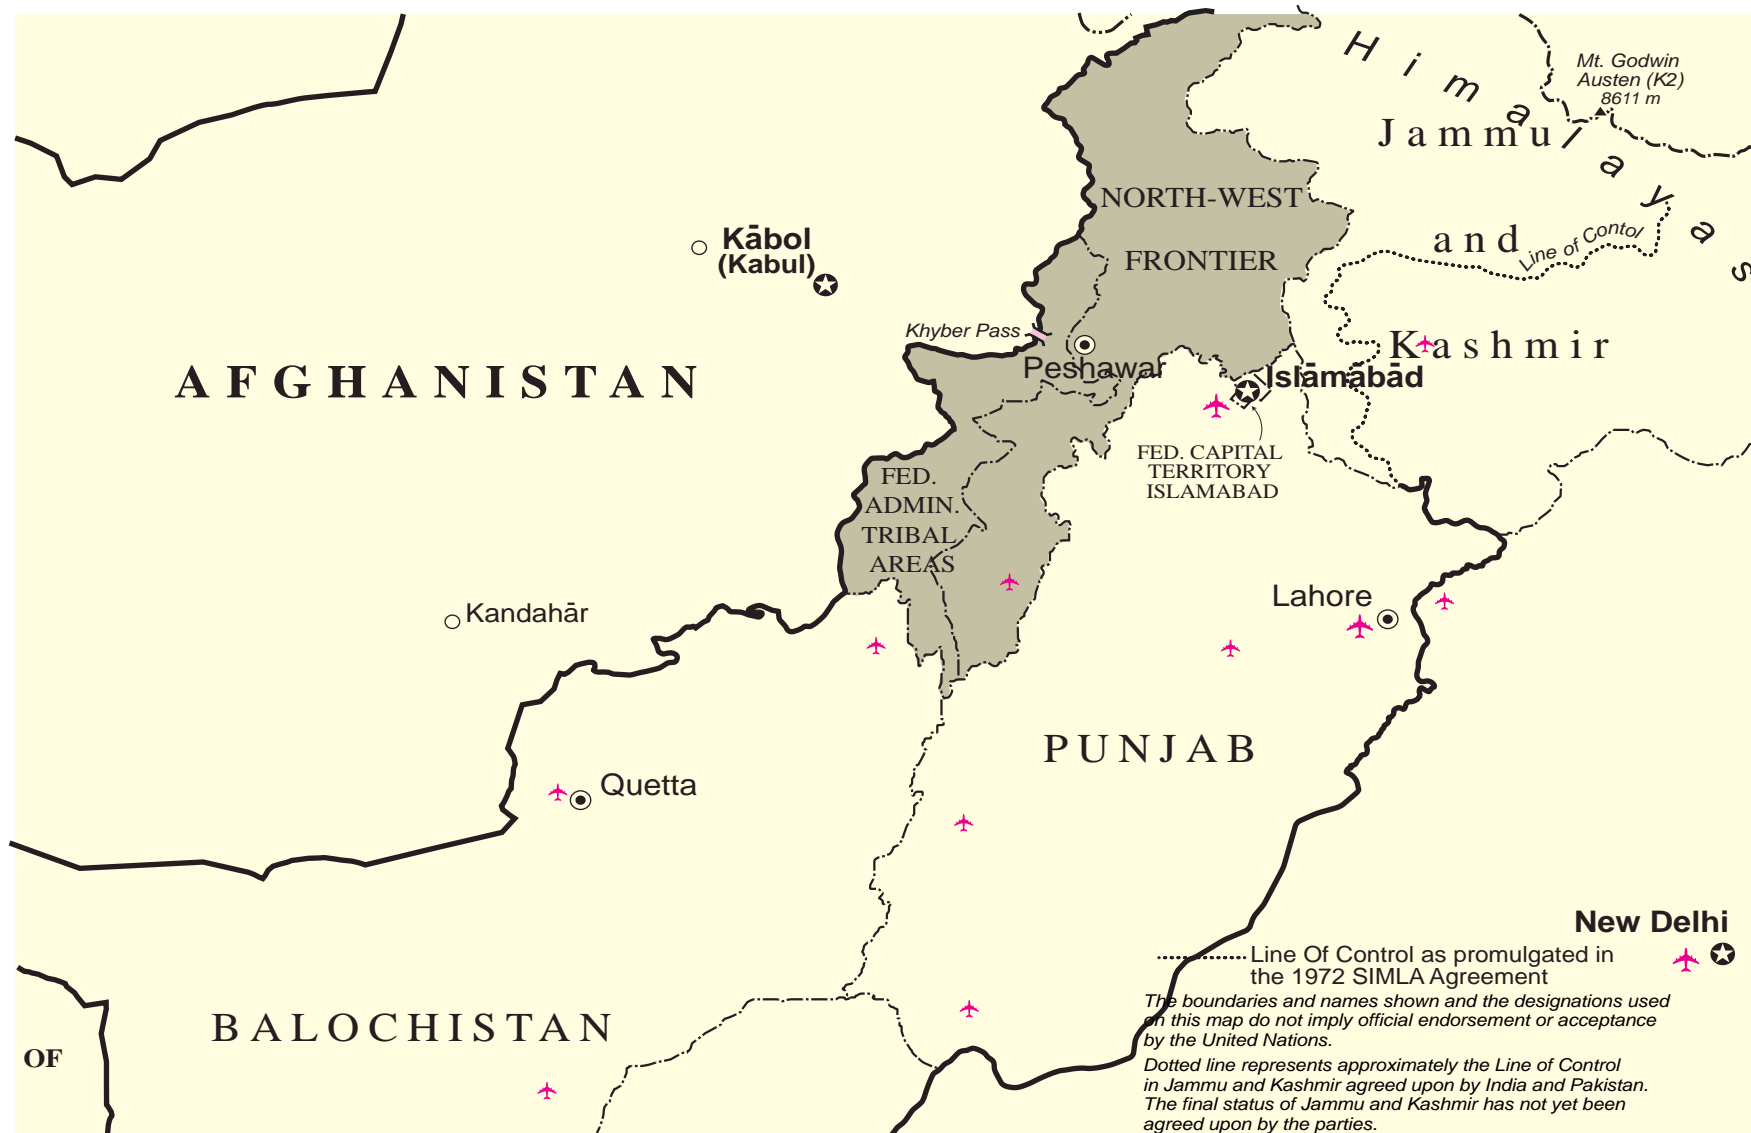 Himalayas
Mt. Godwin
Austen (K2)
8611 m
Jammu
and
Kashmir
Line of Contol
NORTH-WEST
FRONTIER
Kābol
(Kabul)
Khyber Pass
Peshawar
Islāmābād
AFGHANISTAN
FED. CAPITAL
TERRITORY
ISLAMABAD
FED.
ADMIN.
TRIBAL
AREAS
Kandahār
Lahore
PUNJAB
Quetta
New Delhi
BALOCHISTAN
OF
Line Of Control as promulgated in
the 1972 SIMLA Agreement
The boundaries and names shown and the designations used
on this map do not imply official endorsement or acceptance
by the United Nations.
Dotted line represents approximately the Line of Control
in Jammu and Kashmir agreed upon by India and Pakistan.
The final status of Jammu and Kashmir has not yet been
agreed upon by the parties.